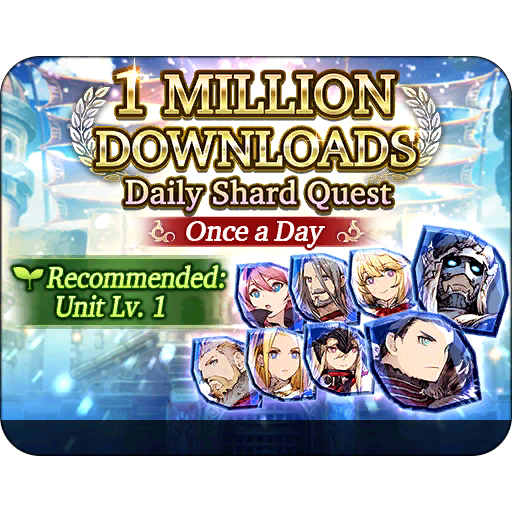 1 MILLION
DOWNLOADS
Daily Shard Quest
Once a Day
Recommended:
Unit Lv. 1